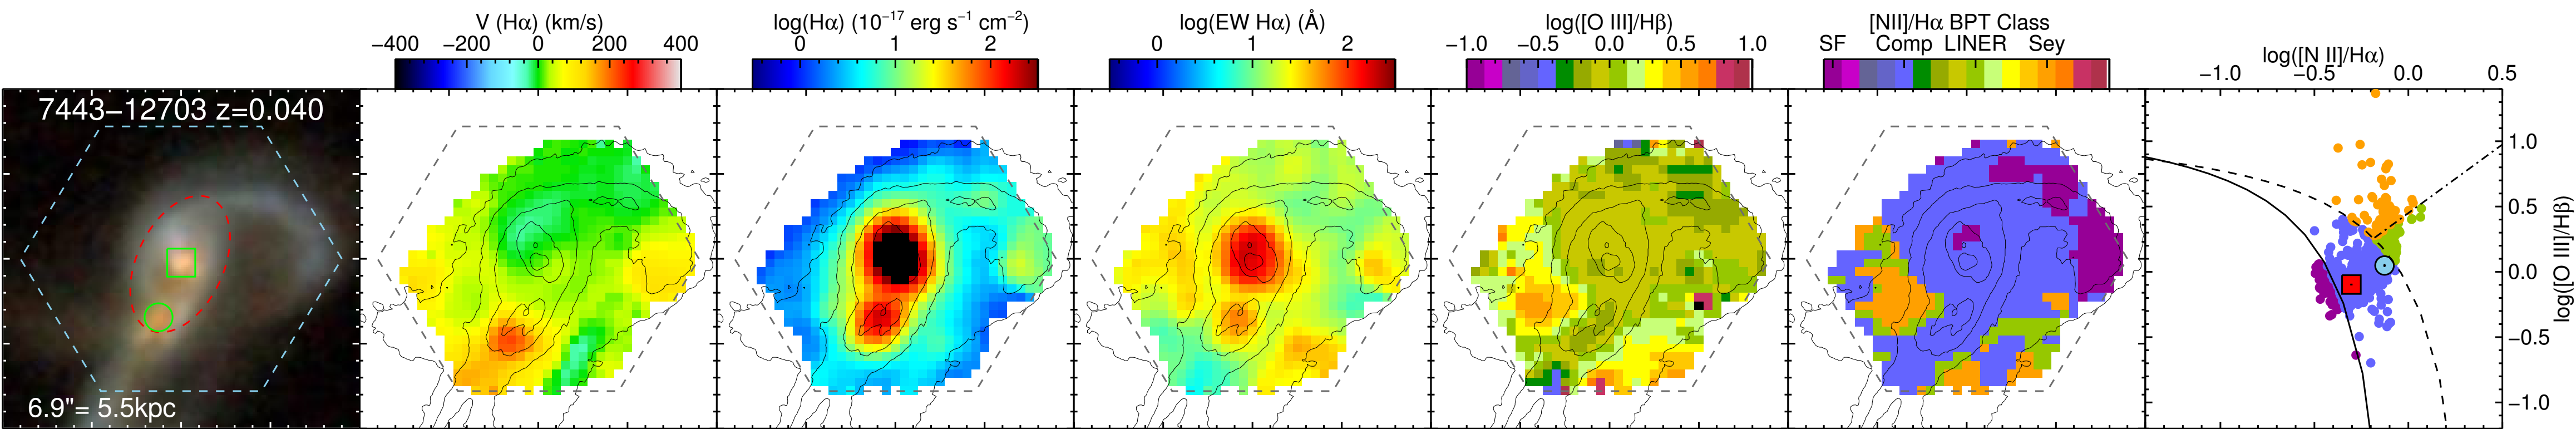 V (Hα) (km/s)
−400 −200 0 200 400
log(Hα) (10⁻¹⁷ erg s⁻¹ cm⁻²)
0 1 2
log(EW Hα) (Å)
0 1 2
log([O III]/Hβ)
−1.0 −0.5 0.0 0.5 1.0
[NII]/Hα BPT Class
SF Comp LINER Sey
log([N II]/Hα)
−1.0 −0.5 0.0 0.5
7443−12703 z=0.040
6.9"= 5.5kpc
1.0
0.5
0.0
−0.5
−1.0
log([O III]/Hβ)